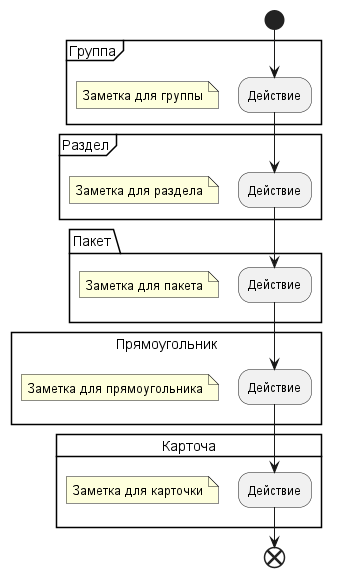 Группа
Заметка для группы
Действие
Раздел
Заметка для раздела
Действие
Пакет
Заметка для пакета
Действие
Прямоугольник
Заметка для прямоугольника
Действие
Карточа
Заметка для карточки
Действие